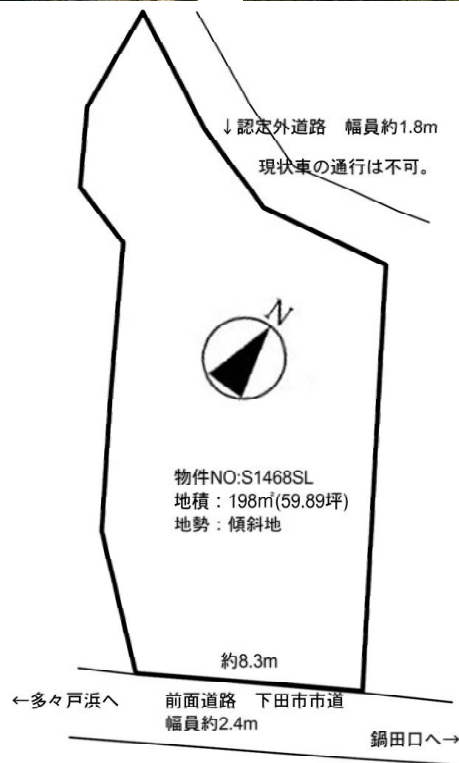 ↓認定外道路　幅員約1.8m
現状車の通行は不可。
N
物件NO:S1468SL
地積：198㎡(59.89坪)
地勢：傾斜地
約8.3m
←多々戸浜へ
前面道路　下田市市道
幅員約2.4m
鍋田口へ→